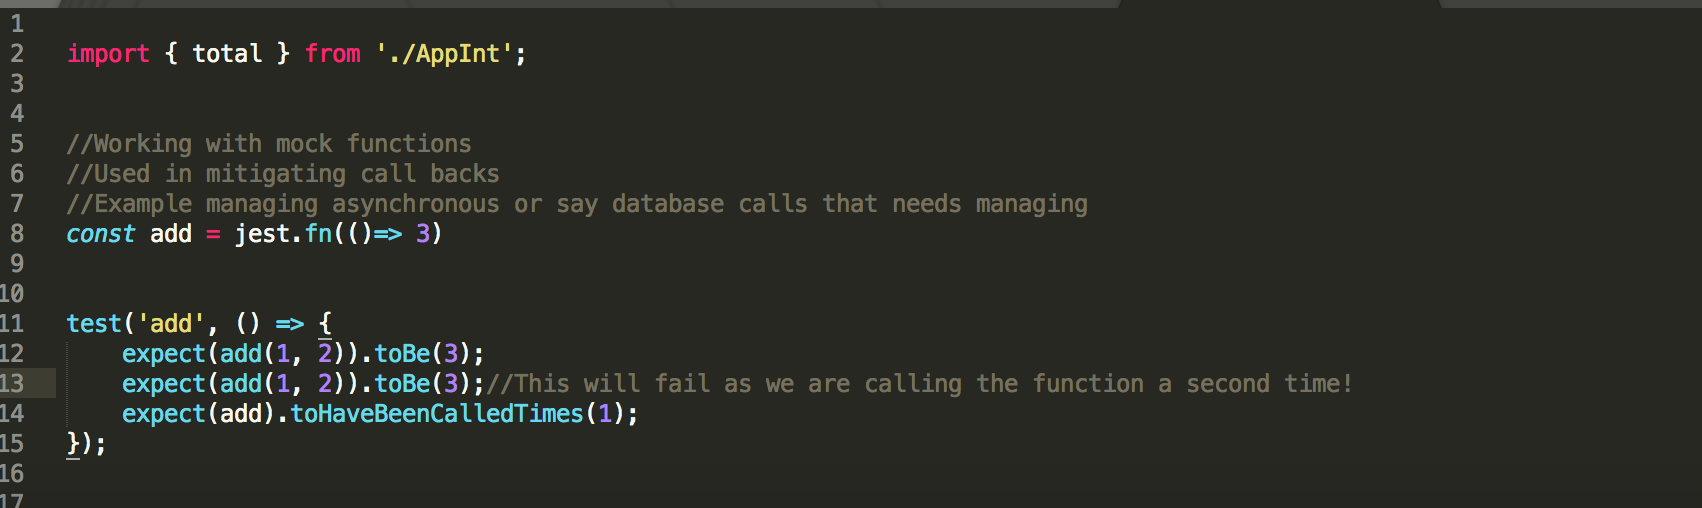 1
2 import { total } from './AppInt';
3
4
5 //Working with mock functions
6 //Used in mitigating call backs
7 //Example managing asynchronous or say database calls that needs managing
8 const add = jest.fn(()=> 3)
9
10
11 test('add', () => {
12     expect(add(1, 2)).toBe(3);
13     expect(add(1, 2)).toBe(3);//This will fail as we are calling the function a second time!
14     expect(add).toHaveBeenCalledTimes(1);
15 });
16
17